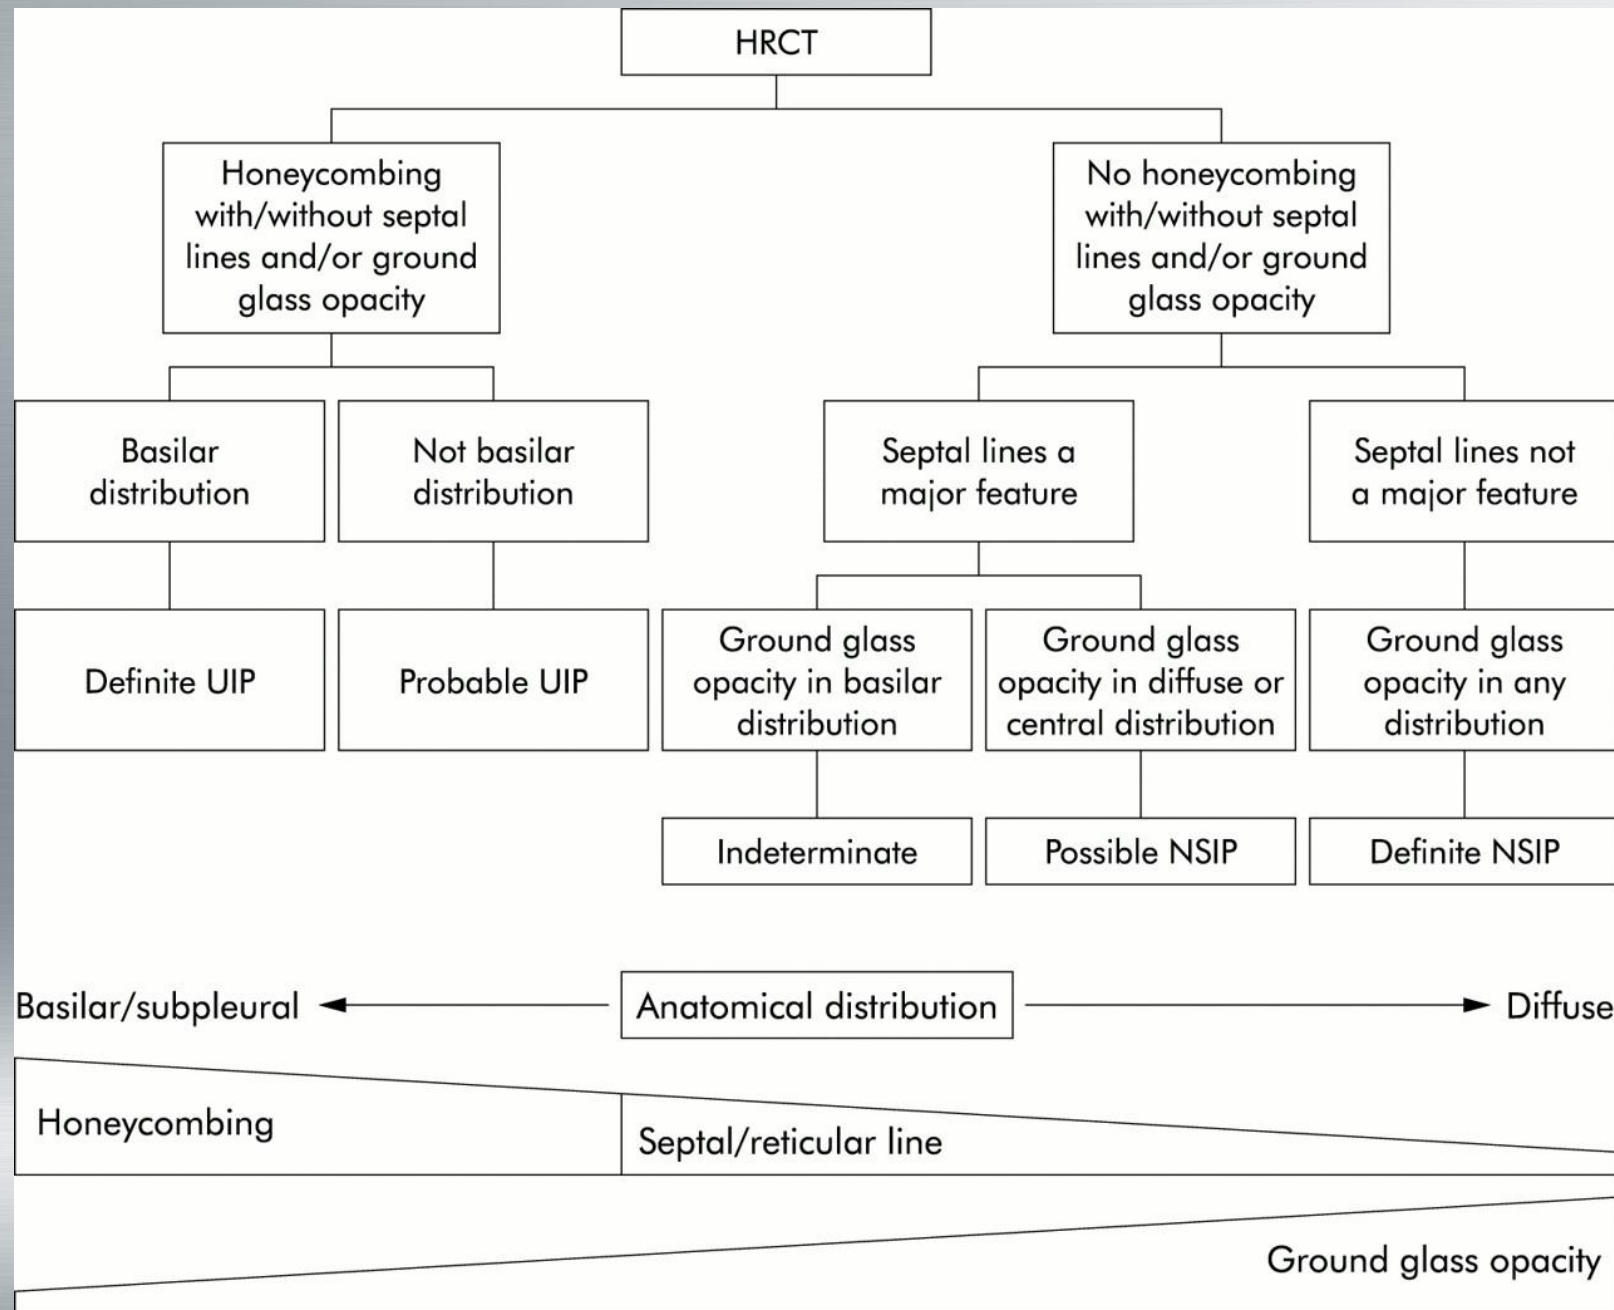 HRCT
Honeycombing
with/without septal
lines and/or ground
glass opacity
No honeycombing
with/without septal
lines and/or ground
glass opacity
Basilar
distribution
Not basilar
distribution
Septal lines a
major feature
Septal lines not
a major feature
Definite UIP
Probable UIP
Ground glass
opacity in basilar
distribution
Ground glass
opacity in diffuse or
central distribution
Ground glass
opacity in any
distribution
Indeterminate
Possible NSIP
Definite NSIP
Basilar/subpleural
Anatomical distribution
Diffuse
Honeycombing
Septal/reticular line
Ground glass opacity